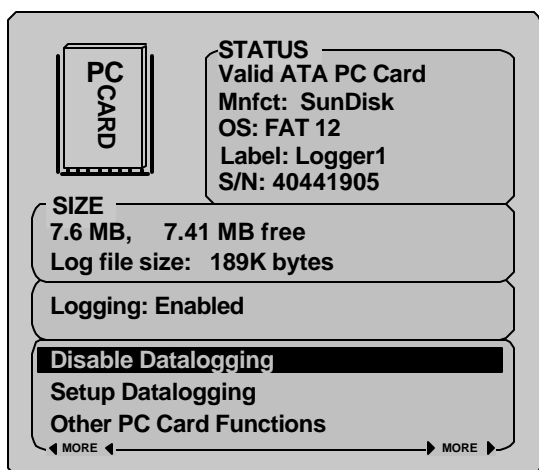 PC
CARD
STATUS
Valid ATA PC Card
Mnfct: SunDisk
OS: FAT 12
Label: Logger1
S/N: 40441905
SIZE
7.6 MB, 7.41 MB free
Log file size: 189K bytes
Logging: Enabled
Disable Datalogging
Setup Datalogging
Other PC Card Functions
MORE MORE